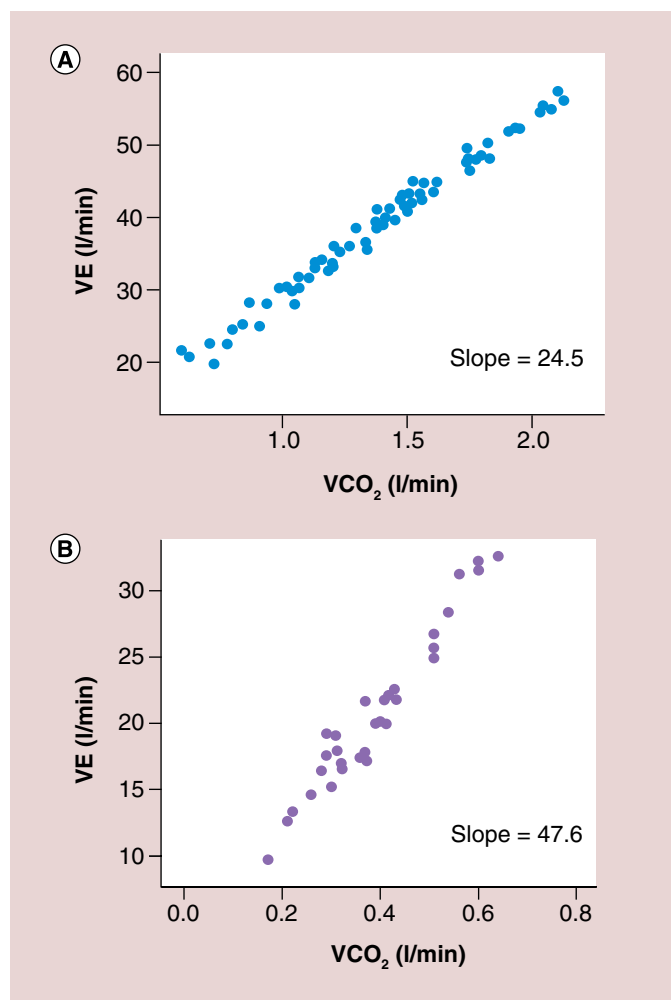 A
60
50
40
30
20
VE (l/min)
Slope = 24.5
1.0 1.5 2.0
VCO₂ (l/min)
B
30
25
20
15
10
VE (l/min)
Slope = 47.6
0.0 0.2 0.4 0.6 0.8
VCO₂ (l/min)